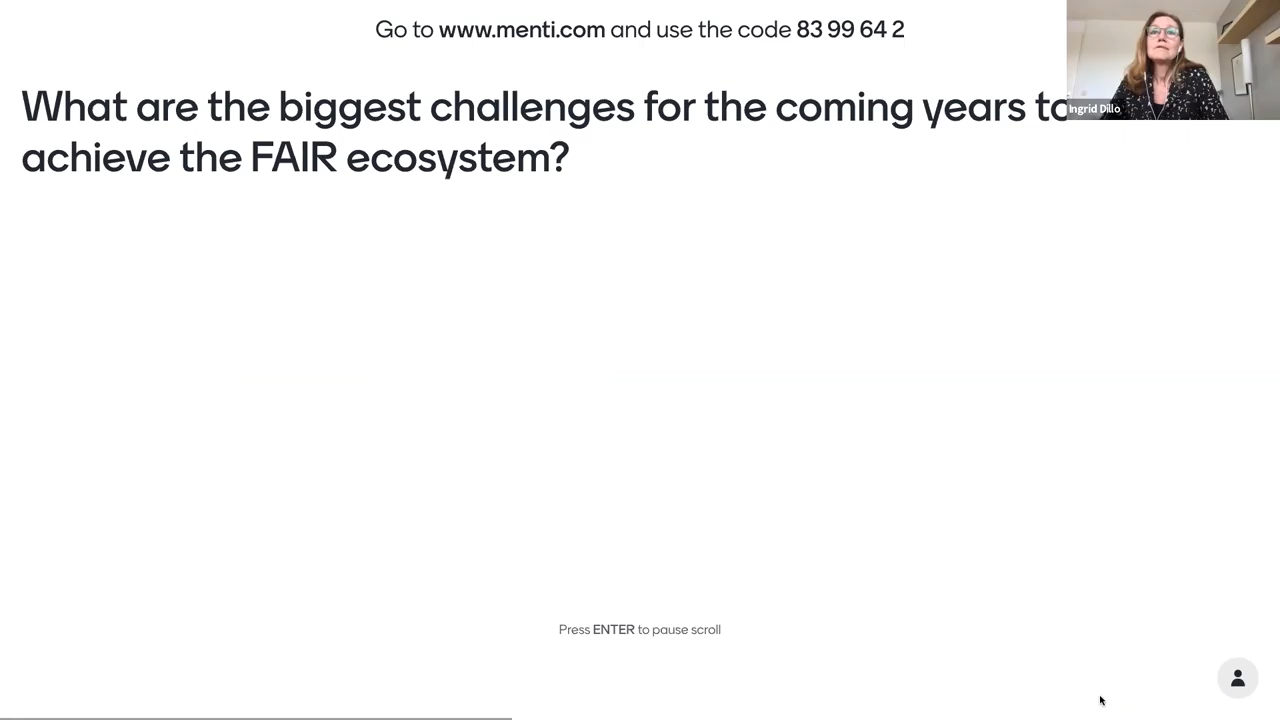 Go to www.menti.com and use the code 83 99 64 2
What are the biggest challenges for the coming years to
achieve the FAIR ecosystem?
Ingrid Dillo
Press ENTER to pause scroll